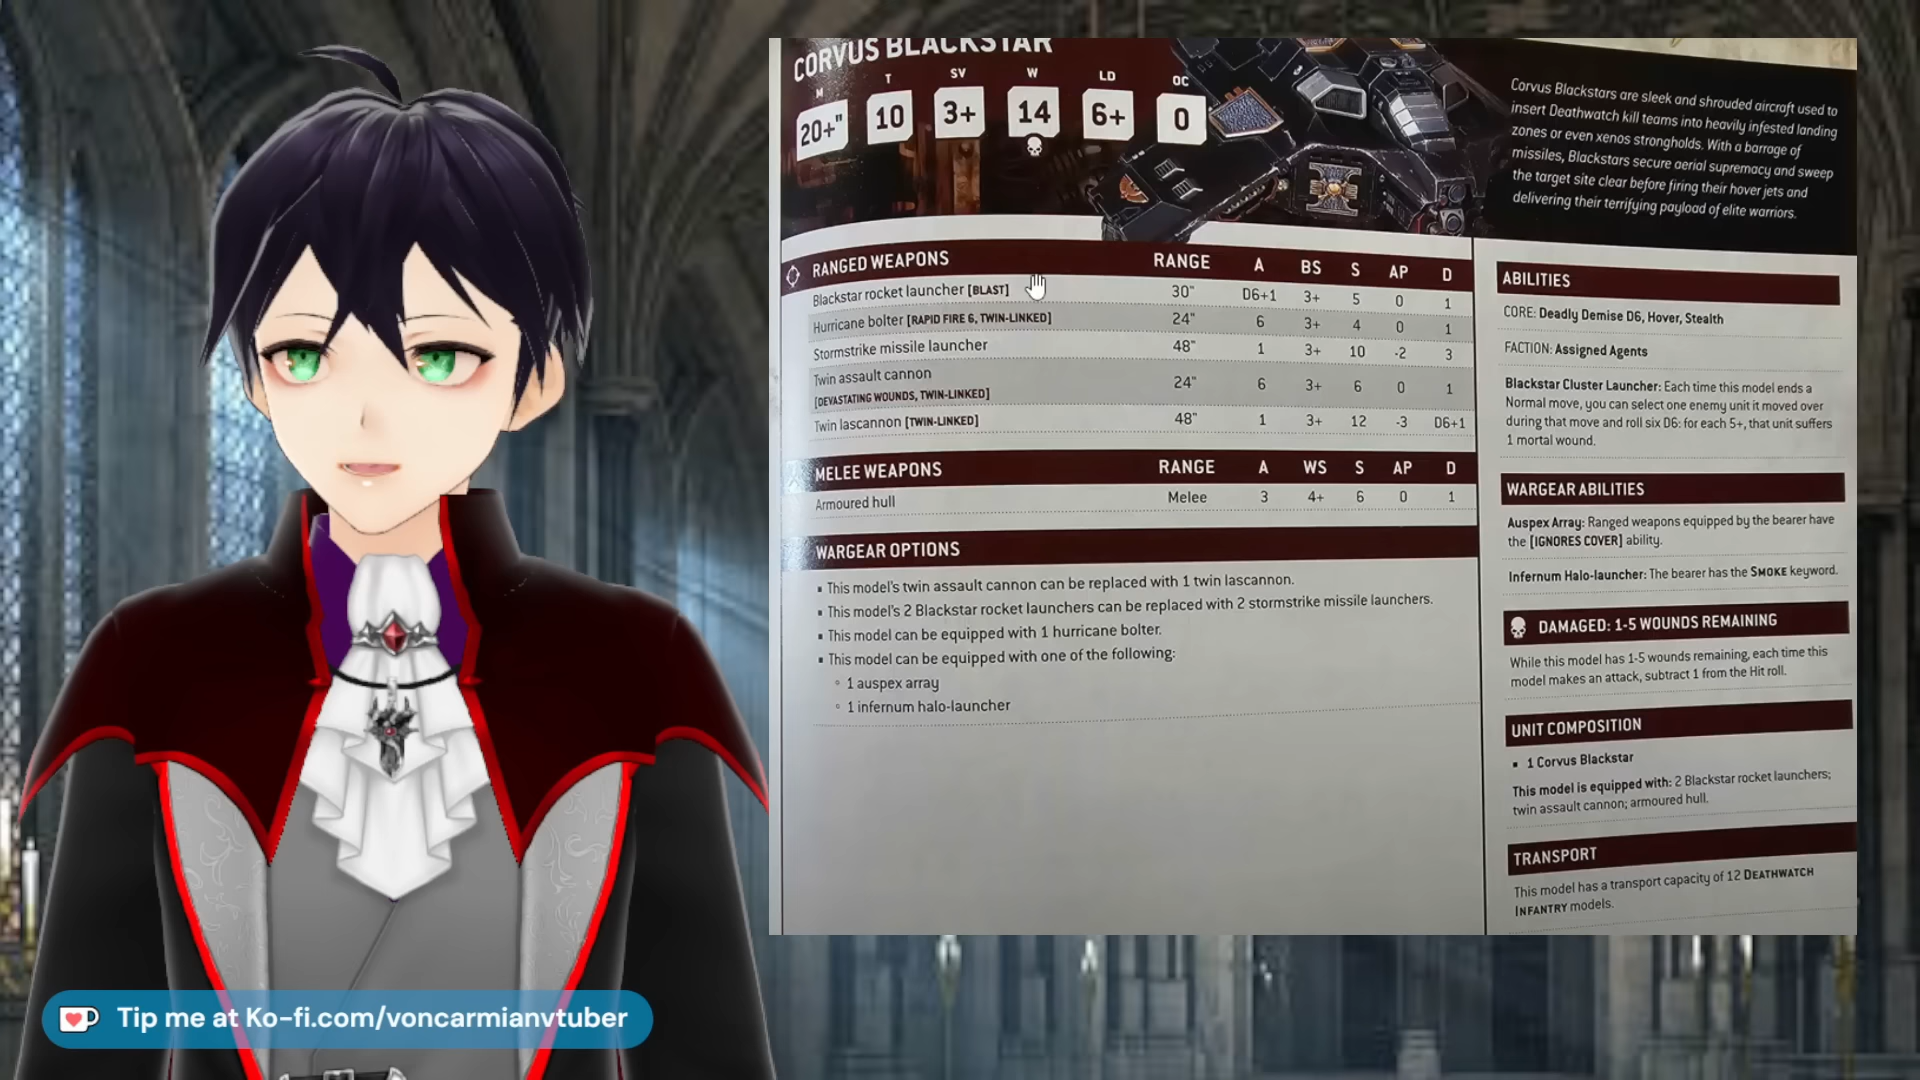 CORVUS BLACKSTAR
M T SV W LD OC
20+" 10 3+ 14 6+ 0
Corvus Blackstars are sleek and shrouded aircraft used to
insert Deathwatch kill teams into heavily infested landing
zones or even xenos strongholds. With a barrage of
missiles, Blackstars secure aerial supremacy and sweep
the target site clear before firing their hover jets and
delivering their terrifying payload of elite warriors.
RANGED WEAPONS RANGE A BS S AP D
Blackstar rocket launcher [BLAST] 30" D6+1 3+ 5 0 1
Hurricane bolter [RAPID FIRE 6, TWIN-LINKED] 24" 6 3+ 4 0 1
Stormstrike missile launcher 48" 1 3+ 10 -2 3
Twin assault cannon
[DEVASTATING WOUNDS, TWIN-LINKED] 24" 6 3+ 6 0 1
Twin lascannon [TWIN-LINKED] 48" 1 3+ 12 -3 D6+1
MELEE WEAPONS RANGE A WS S AP D
Armoured hull Melee 3 4+ 6 0 1
WARGEAR OPTIONS
▪ This model's twin assault cannon can be replaced with 1 twin lascannon.
▪ This model's 2 Blackstar rocket launchers can be replaced with 2 stormstrike missile launchers.
▪ This model can be equipped with 1 hurricane bolter.
▪ This model can be equipped with one of the following:
◦ 1 auspex array
◦ 1 infernum halo-launcher
ABILITIES
CORE: Deadly Demise D6, Hover, Stealth
FACTION: Assigned Agents
Blackstar Cluster Launcher: Each time this model ends a
Normal move, you can select one enemy unit it moved over
during that move and roll six D6: for each 5+, that unit suffers
1 mortal wound.
WARGEAR ABILITIES
Auspex Array: Ranged weapons equipped by the bearer have
the [IGNORES COVER] ability.
Infernum Halo-launcher: The bearer has the SMOKE keyword.
DAMAGED: 1-5 WOUNDS REMAINING
While this model has 1-5 wounds remaining, each time this
model makes an attack, subtract 1 from the Hit roll.
UNIT COMPOSITION
▪ 1 Corvus Blackstar
This model is equipped with: 2 Blackstar rocket launchers;
twin assault cannon; armoured hull.
TRANSPORT
This model has a transport capacity of 12 DEATHWATCH
INFANTRY models.
Tip me at Ko-fi.com/voncarmianvtuber